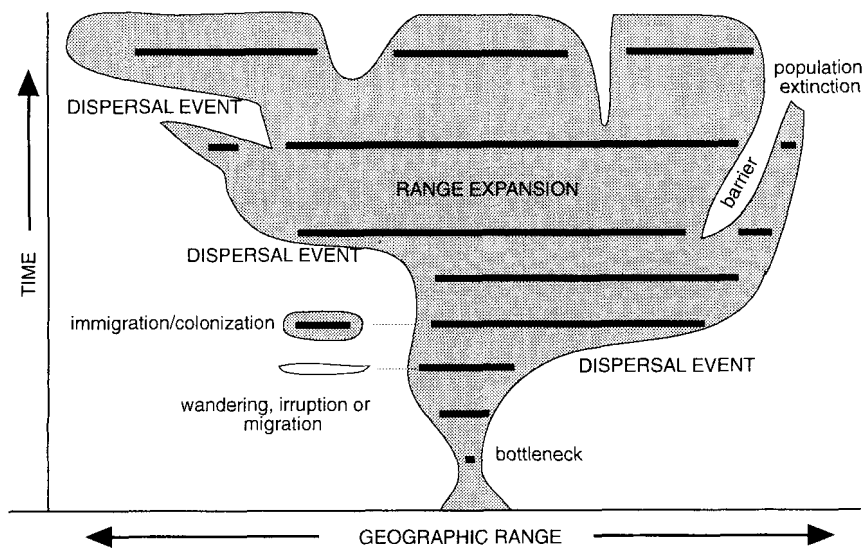 population
extinction
DISPERSAL EVENT
barrier
RANGE EXPANSION
DISPERSAL EVENT
TIME
immigration/colonization
DISPERSAL EVENT
wandering, irruption or
migration
bottleneck
GEOGRAPHIC RANGE